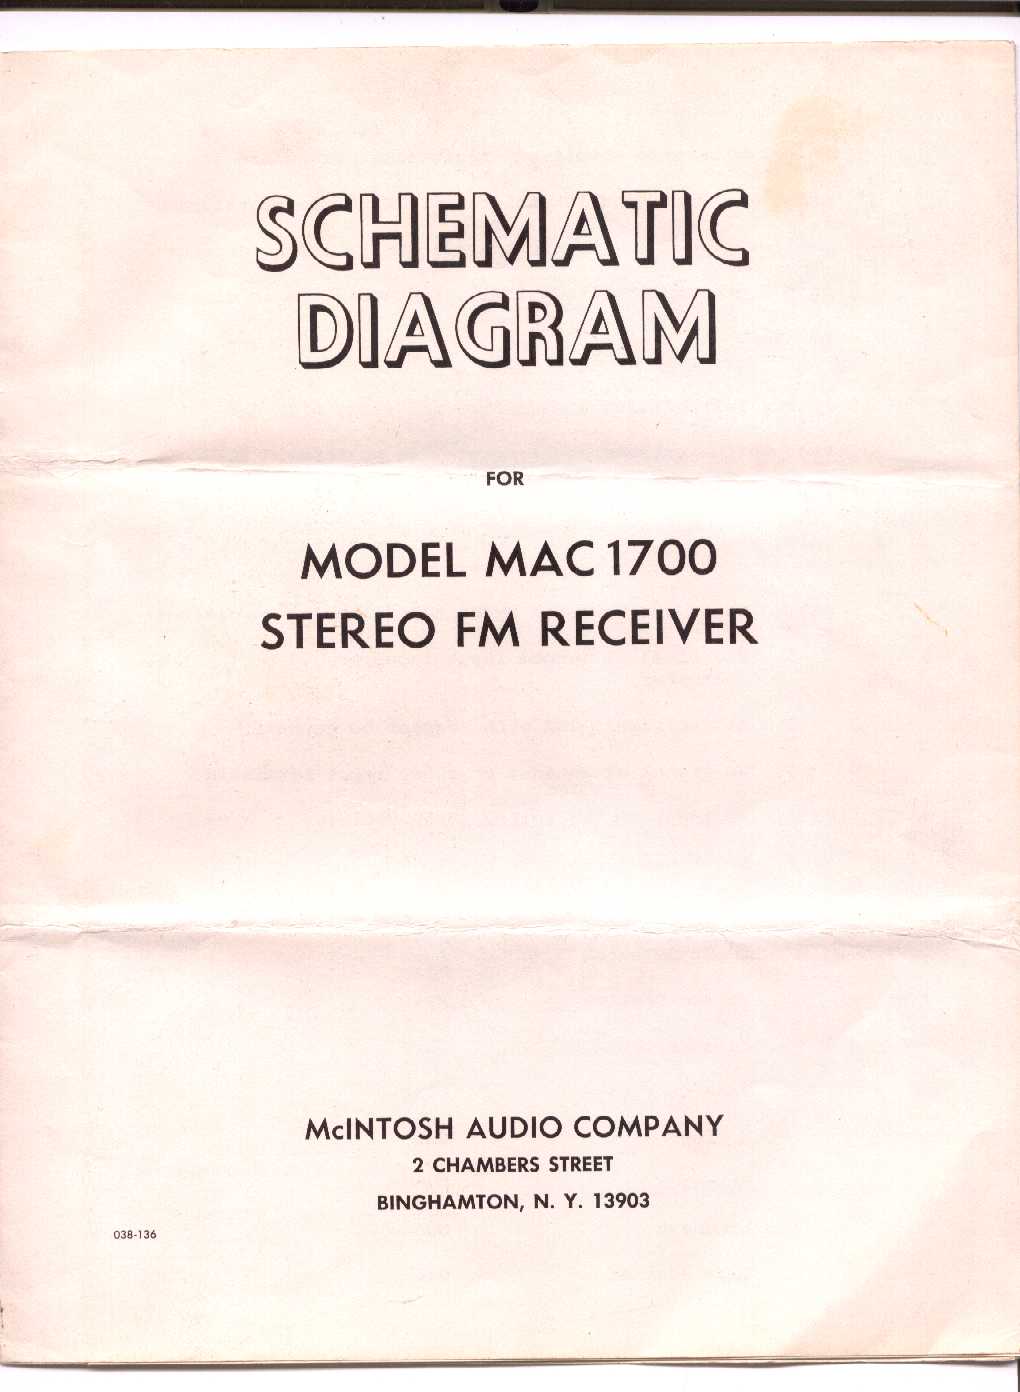 SCHEMATIC
DIAGRAM
FOR
MODEL MAC 1700
STEREO FM RECEIVER
McINTOSH AUDIO COMPANY
2 CHAMBERS STREET
BINGHAMTON, N. Y. 13903
038-136